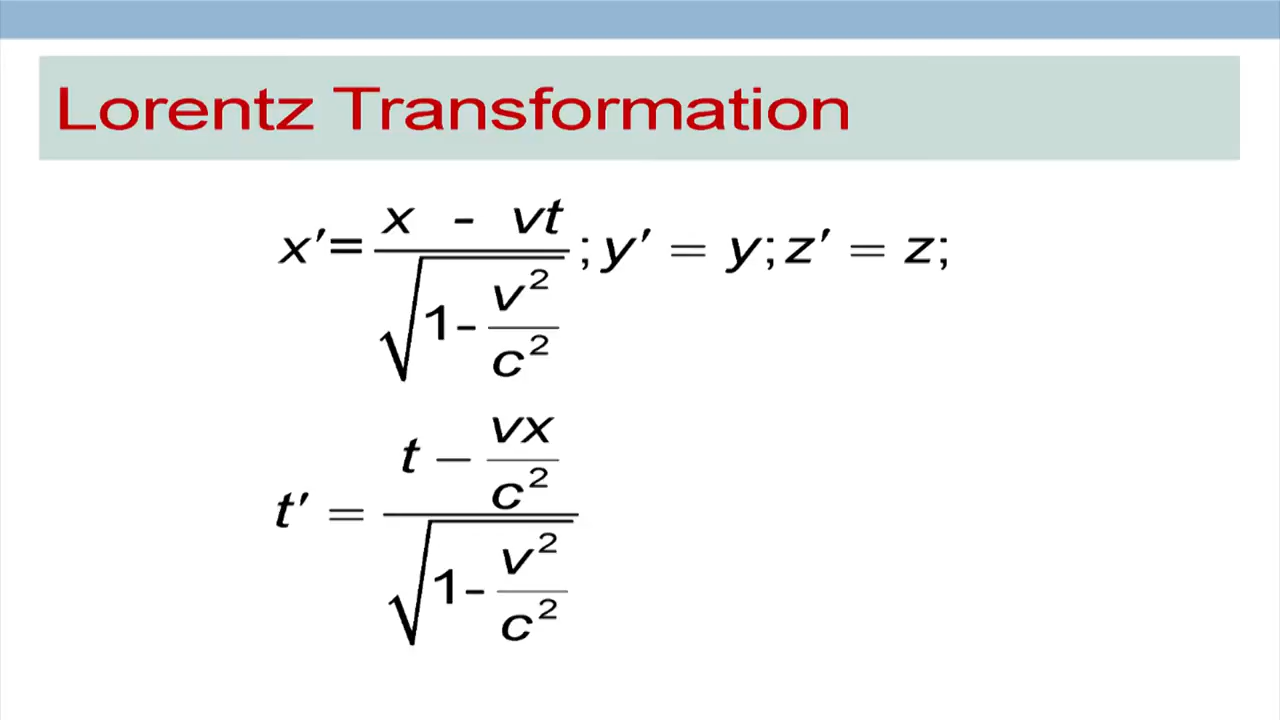 Lorentz Transformation
x′= (x - vt) / √(1- v²/c²) ; y′ = y; z′ = z;
t′ = (t − vx/c²) / √(1- v²/c²)